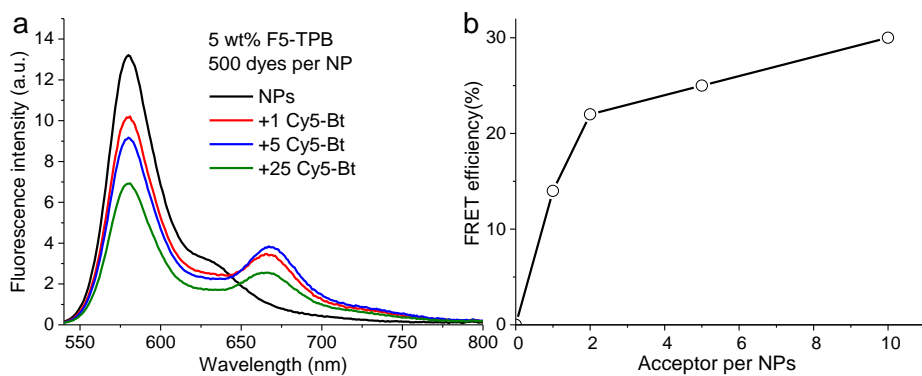 a
5 wt% F5-TPB
500 dyes per NP
NPs
+1 Cy5-Bt
+5 Cy5-Bt
+25 Cy5-Bt
Fluorescence intensity (a.u.)
14
12
10
8
6
4
2
0
550 600 650 700 750 800
Wavelength (nm)
b
FRET efficiency(%)
30
20
10
0
0 2 4 6 8 10
Acceptor per NPs